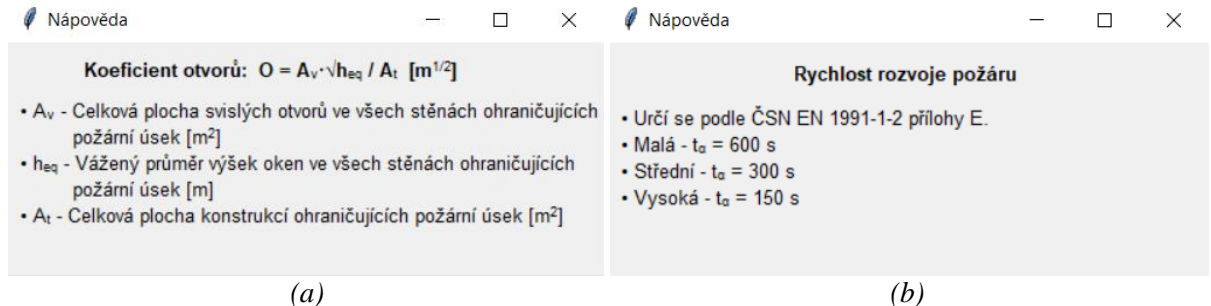 Nápověda
Koeficient otvorů: O = Aᵥ·√hₑq / Aₜ [m¹/²]
• Aᵥ - Celková plocha svislých otvorů ve všech stěnách ohraničujících
požární úsek [m²]
• hₑq - Vážený průměr výšek oken ve všech stěnách ohraničujících
požární úsek [m]
• Aₜ - Celková plocha konstrukcí ohraničujících požární úsek [m²]
(a)
Nápověda
Rychlost rozvoje požáru
• Určí se podle ČSN EN 1991-1-2 přílohy E.
• Malá - tα = 600 s
• Střední - tα = 300 s
• Vysoká - tα = 150 s
(b)